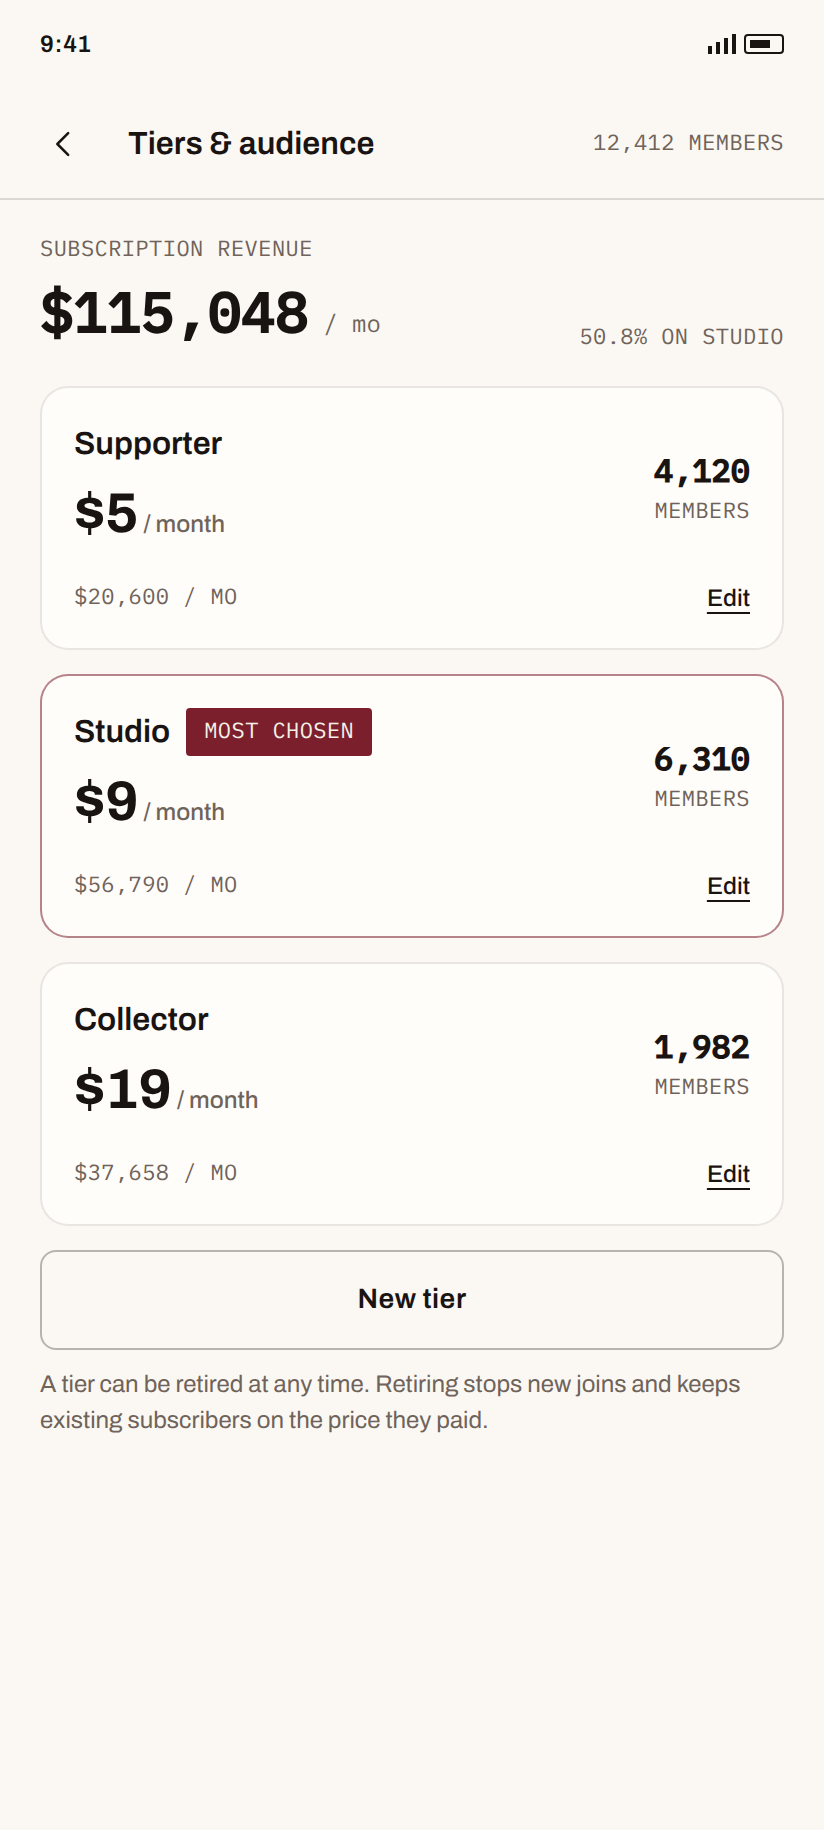 9:41
Tiers & audience
12,412 MEMBERS
SUBSCRIPTION REVENUE
$115,048 / mo
50.8% ON STUDIO
Supporter
$5 / month
4,120
MEMBERS
$20,600 / MO
Edit
Studio
MOST CHOSEN
$9 / month
6,310
MEMBERS
$56,790 / MO
Edit
Collector
$19 / month
1,982
MEMBERS
$37,658 / MO
Edit
New tier
A tier can be retired at any time. Retiring stops new joins and keeps
existing subscribers on the price they paid.